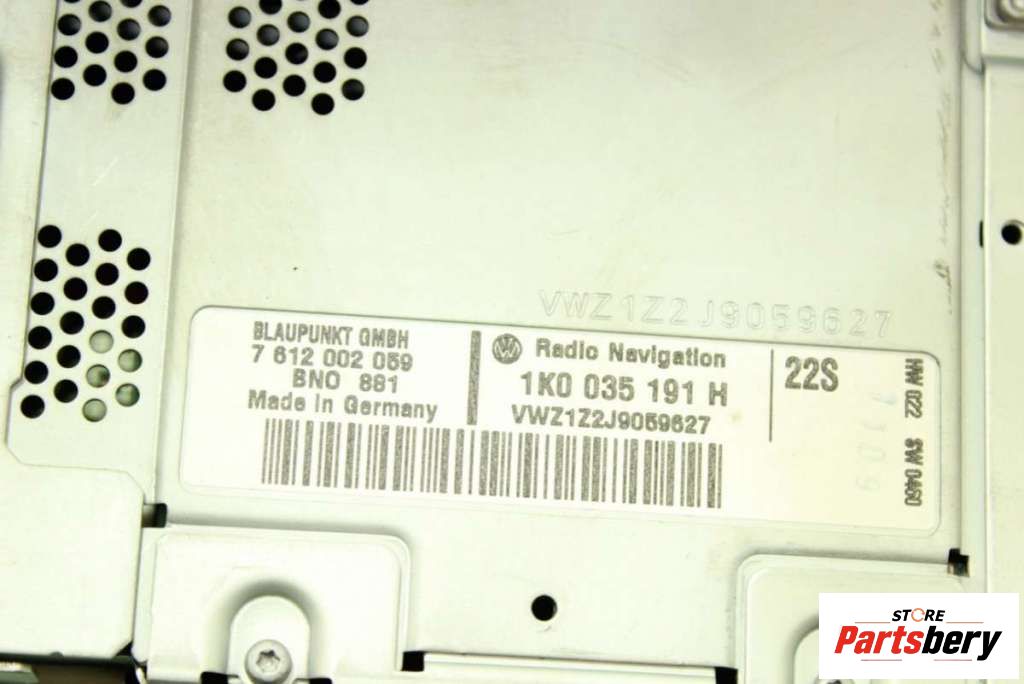 VWZ1Z2J9059627
BLAUPUNKT GMBH
7 612 002 059
BNO 881
Made in Germany
Radio Navigation
1K0 035 191 H
VWZ1Z2J9059627
22S
HW 022 SW 0460
STORE
Partsbery